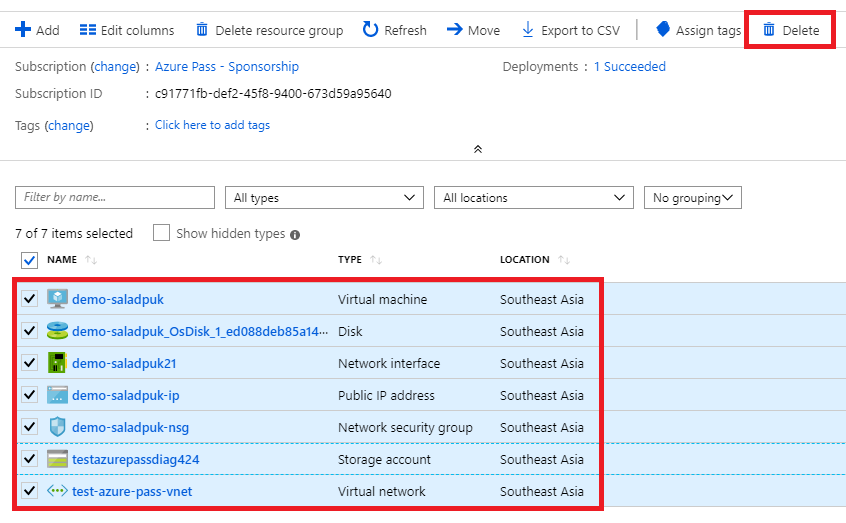 Add Edit columns Delete resource group Refresh Move Export to CSV Assign tags Delete
Subscription (change) : Azure Pass - Sponsorship Deployments : 1 Succeeded
Subscription ID : c91771fb-def2-45f8-9400-673d59a95640
Tags (change) : Click here to add tags
Filter by name... All types All locations No grouping
7 of 7 items selected Show hidden types
NAME TYPE LOCATION
demo-saladpuk Virtual machine Southeast Asia
demo-saladpuk_OsDisk_1_ed088deb85a14··· Disk Southeast Asia
demo-saladpuk21 Network interface Southeast Asia
demo-saladpuk-ip Public IP address Southeast Asia
demo-saladpuk-nsg Network security group Southeast Asia
testazurepassdiag424 Storage account Southeast Asia
test-azure-pass-vnet Virtual network Southeast Asia